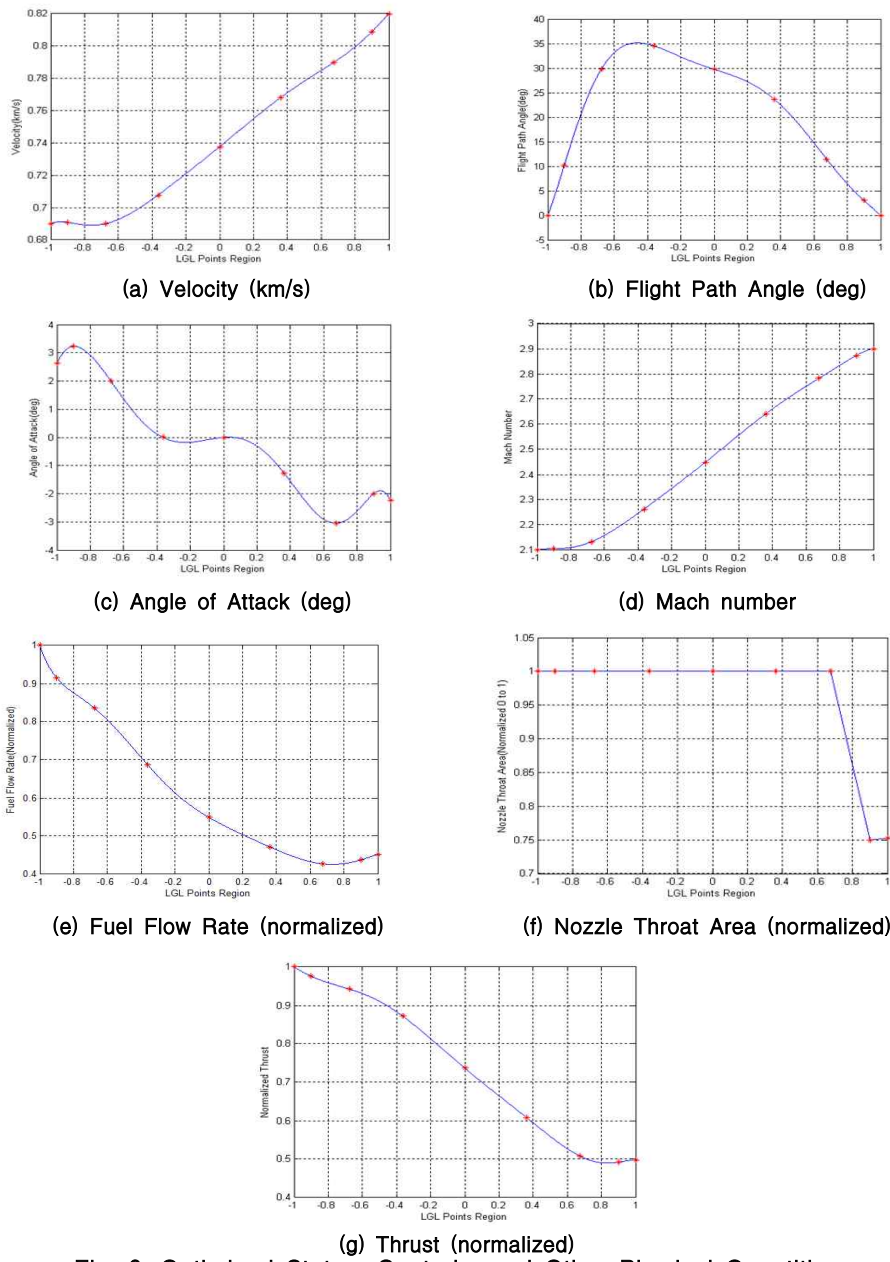 0.82
0.8
0.78
0.76
0.74
0.72
0.7
0.68
Velocity(km/s)
-1 -0.8 -0.6 -0.4 -0.2 0 0.2 0.4 0.6 0.8 1
LGL Points Region
(a) Velocity (km/s)
40
35
30
25
20
15
10
5
0
-5
Flight Path Angle(deg)
-1 -0.8 -0.6 -0.4 -0.2 0 0.2 0.4 0.6 0.8 1
LGL Points Region
(b) Flight Path Angle (deg)
4
3
2
1
0
-1
-2
-3
-4
Angle of Attack(deg)
-1 -0.8 -0.6 -0.4 -0.2 0 0.2 0.4 0.6 0.8 1
LGL Points Region
(c) Angle of Attack (deg)
3
2.9
2.8
2.7
2.6
2.5
2.4
2.3
2.2
2.1
Mach Number
-1 -0.8 -0.6 -0.4 -0.2 0 0.2 0.4 0.6 0.8 1
LGL Points Region
(d) Mach number
1
0.9
0.8
0.7
0.6
0.5
0.4
Fuel Flow Rate(Normalized)
-1 -0.8 -0.6 -0.4 -0.2 0 0.2 0.4 0.6 0.8 1
LGL Points Region
(e) Fuel Flow Rate (normalized)
1.05
1
0.95
0.9
0.85
0.8
0.75
0.7
Nozzle Throat Area(Normalized 0 to 1)
-1 -0.8 -0.6 -0.4 -0.2 0 0.2 0.4 0.6 0.8 1
LGL Points Region
(f) Nozzle Throat Area (normalized)
1
0.9
0.8
0.7
0.6
0.5
0.4
Normalized Thrust
-1 -0.8 -0.6 -0.4 -0.2 0 0.2 0.4 0.6 0.8 1
LGL Points Region
(g) Thrust (normalized)